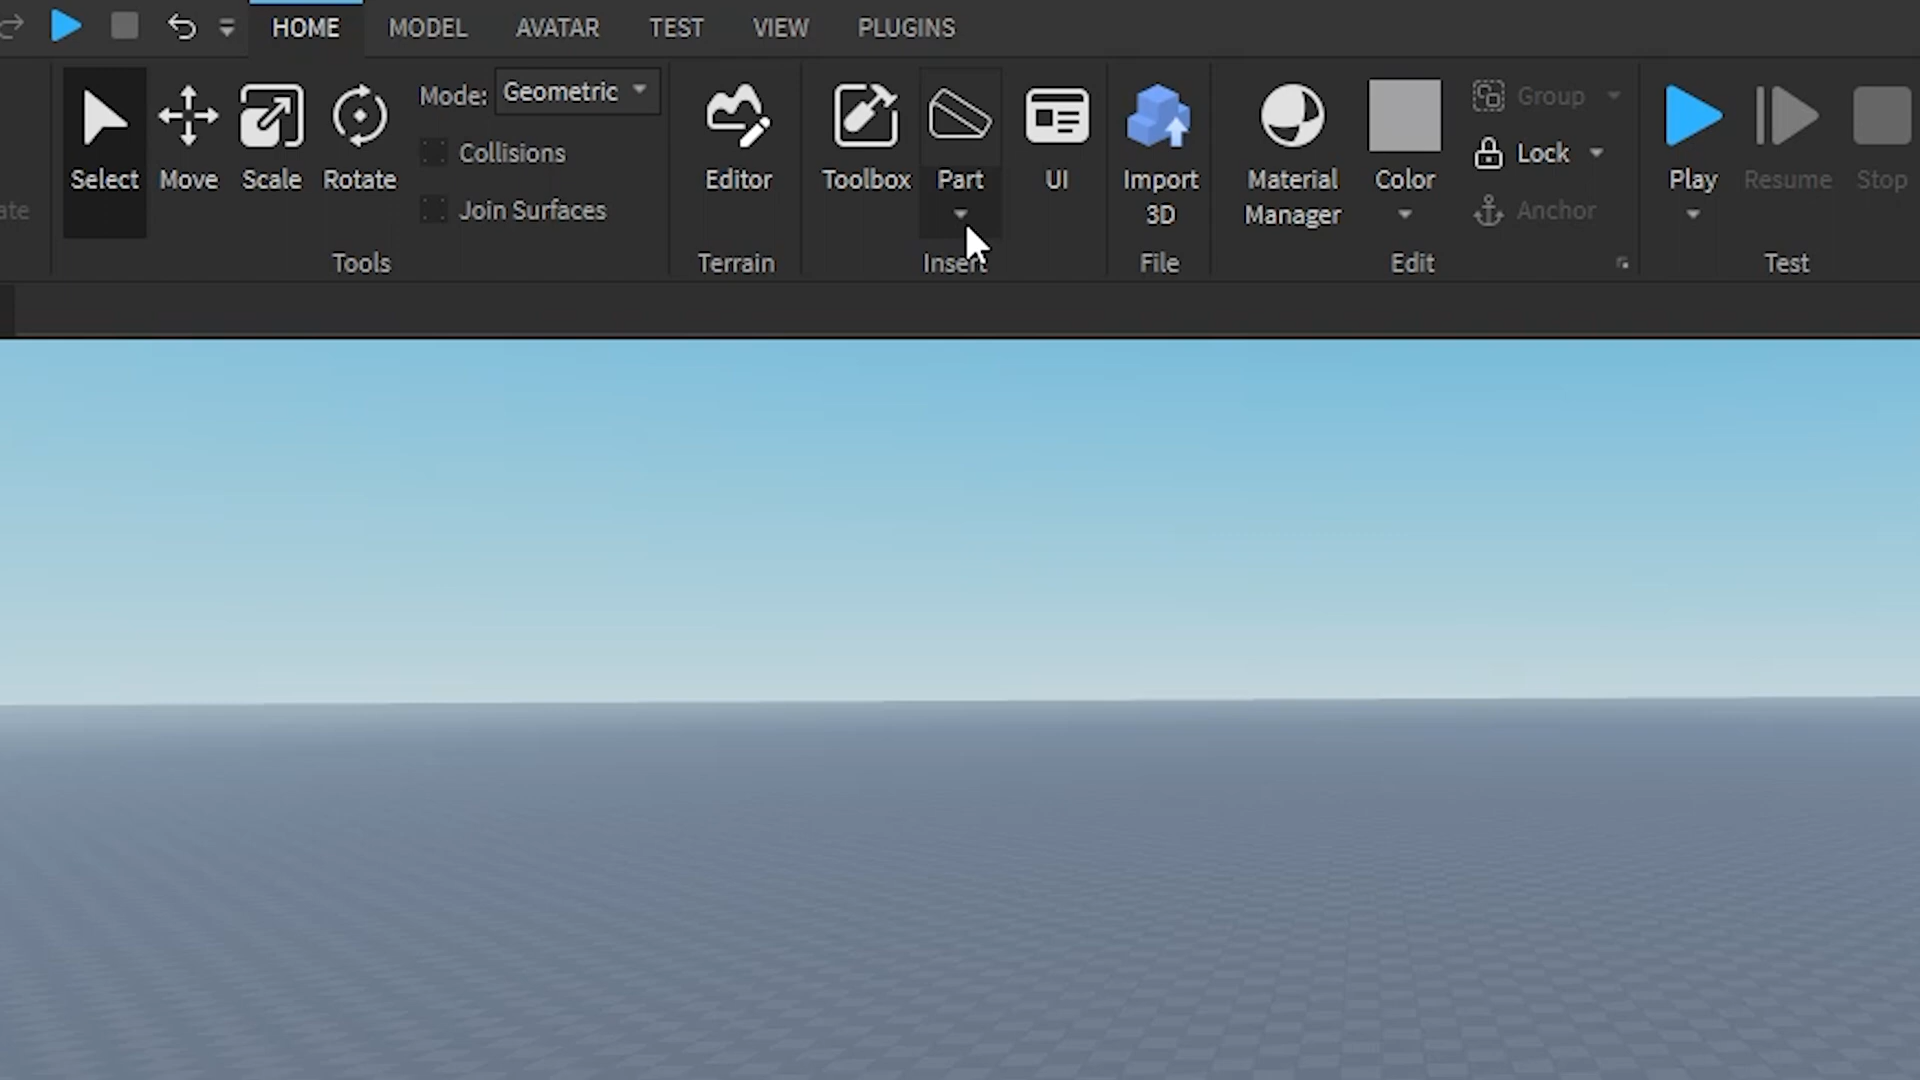 HOME MODEL AVATAR TEST VIEW PLUGINS
Mode: Geometric
Collisions
Join Surfaces
ate
Select Move Scale Rotate
Tools
Editor
Terrain
Toolbox Part UI
Insert
Import
3D
File
Material
Manager
Color
Group
Lock
Anchor
Edit
Play Resume Stop
Test